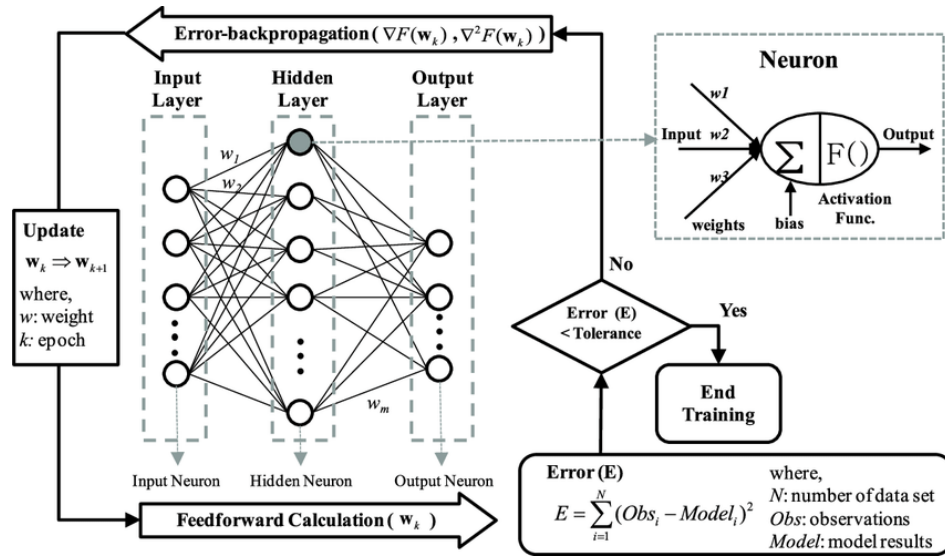 Error-backpropagation ( ∇F(w_k) , ∇²F(w_k) )
Input
Layer
Hidden
Layer
Output
Layer
w_1
w_2
w_m
Input Neuron
Hidden Neuron
Output Neuron
Update
w_k ⇒ w_{k+1}
where,
w: weight
k: epoch
Feedforward Calculation ( w_k )
Neuron
w1
Input
w2
w3
weights
Σ
F()
Output
bias
Activation
Func.
No
Error (E)
< Tolerance
Yes
End
Training
Error (E)
E = \sum_{i=1}^{N} (Obs_i − Model_i)²
where,
N: number of data set
Obs: observations
Model: model results